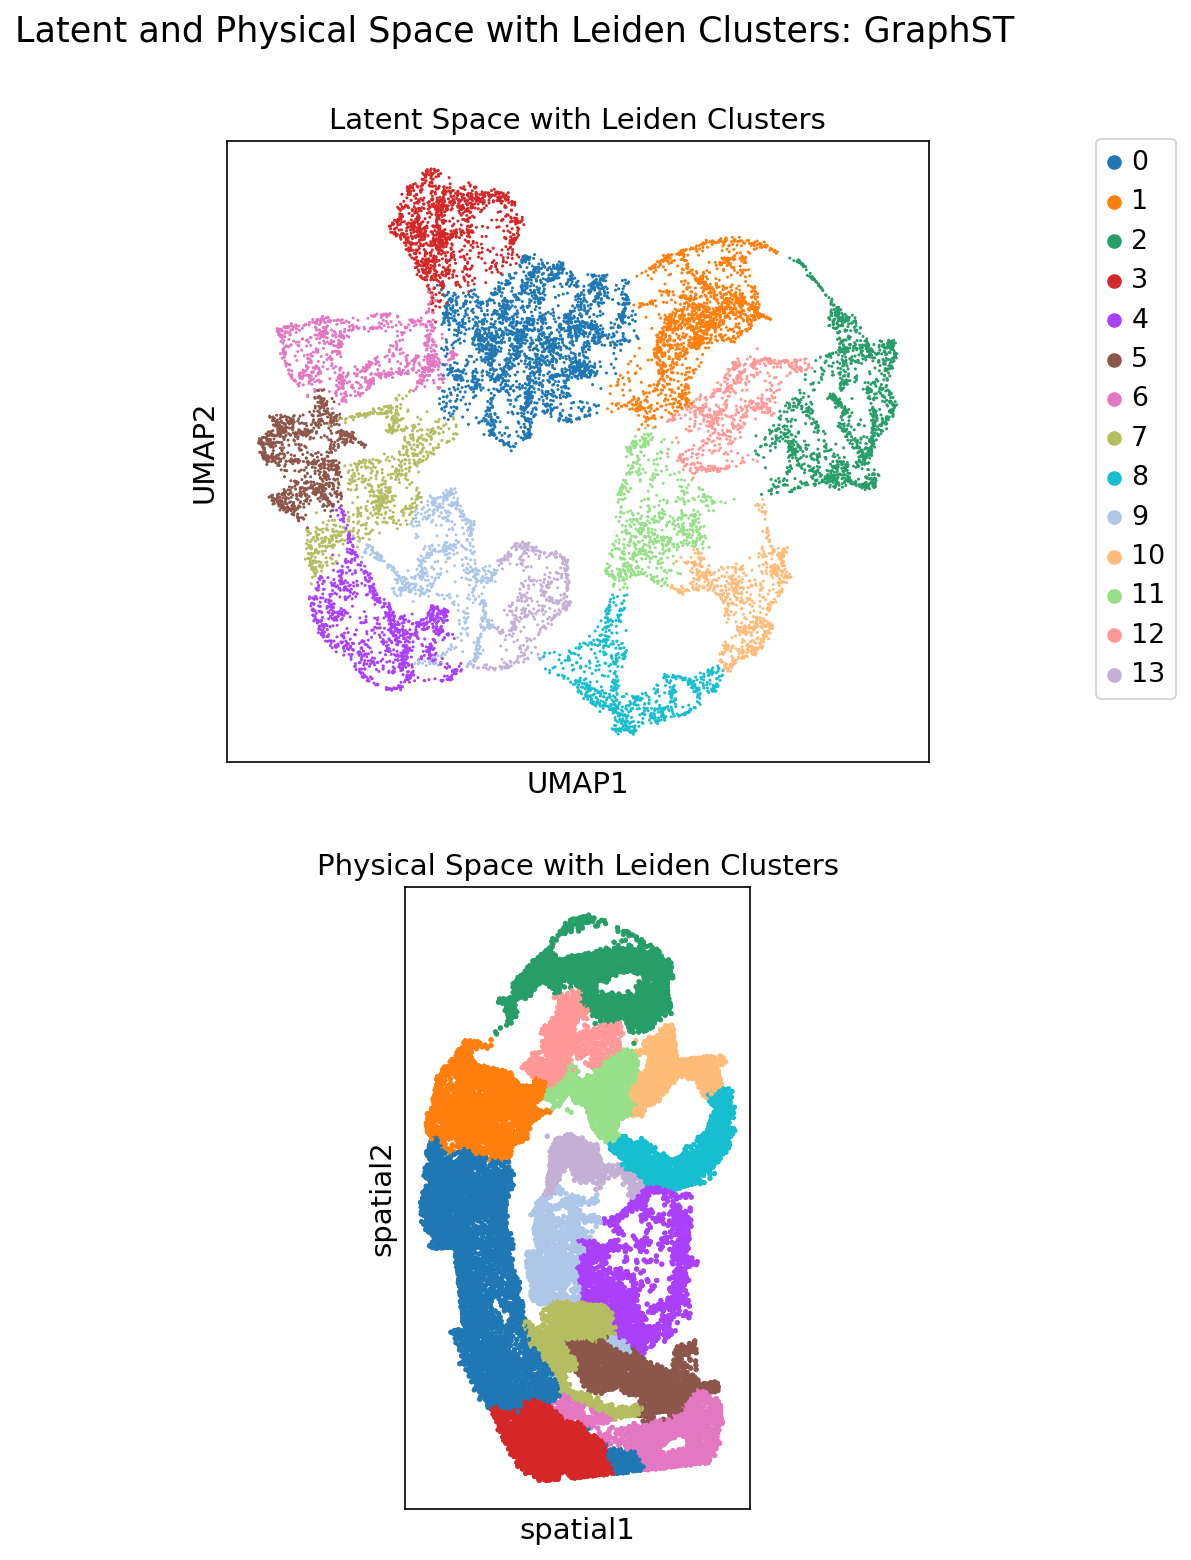 Latent and Physical Space with Leiden Clusters: GraphST
Latent Space with Leiden Clusters
UMAP2
UMAP1
0
1
2
3
4
5
6
7
8
9
10
11
12
13
Physical Space with Leiden Clusters
spatial2
spatial1